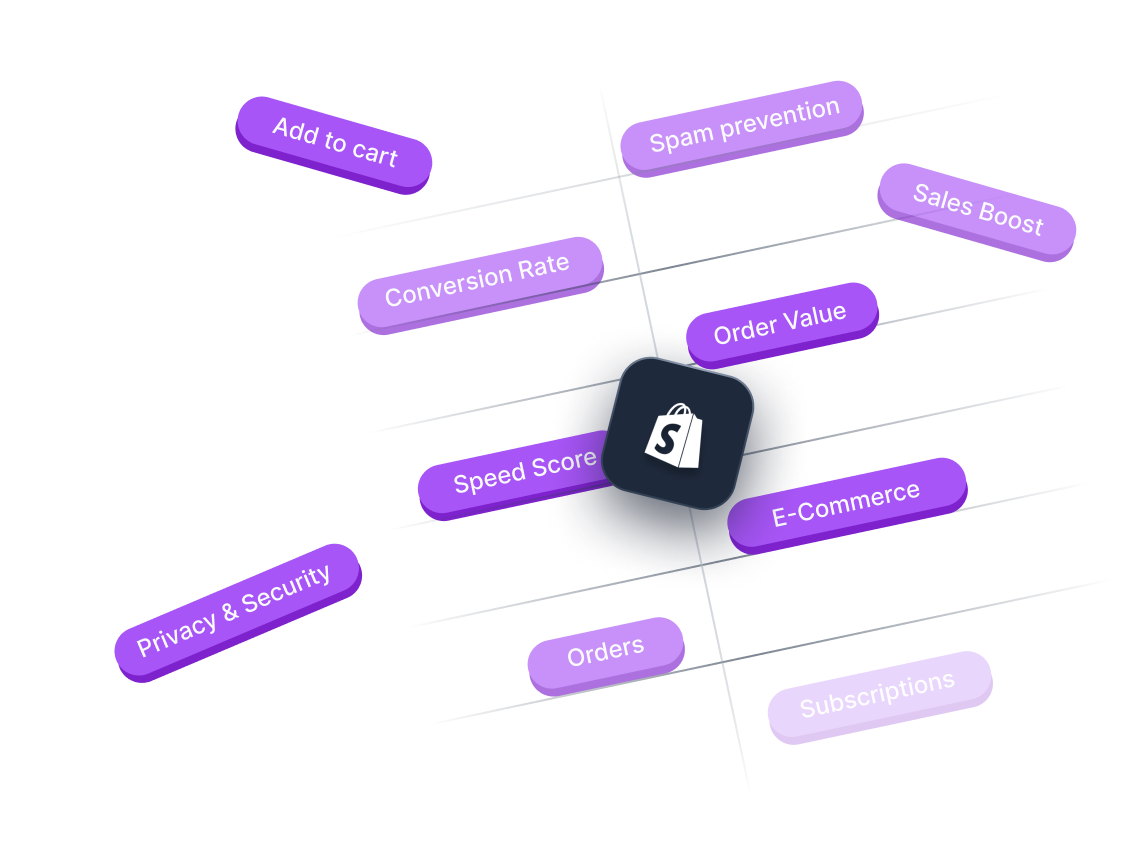 Add to cart
Spam prevention
Sales Boost
Conversion Rate
Order Value
Speed Score
E-Commerce
Privacy & Security
Orders
Subscriptions